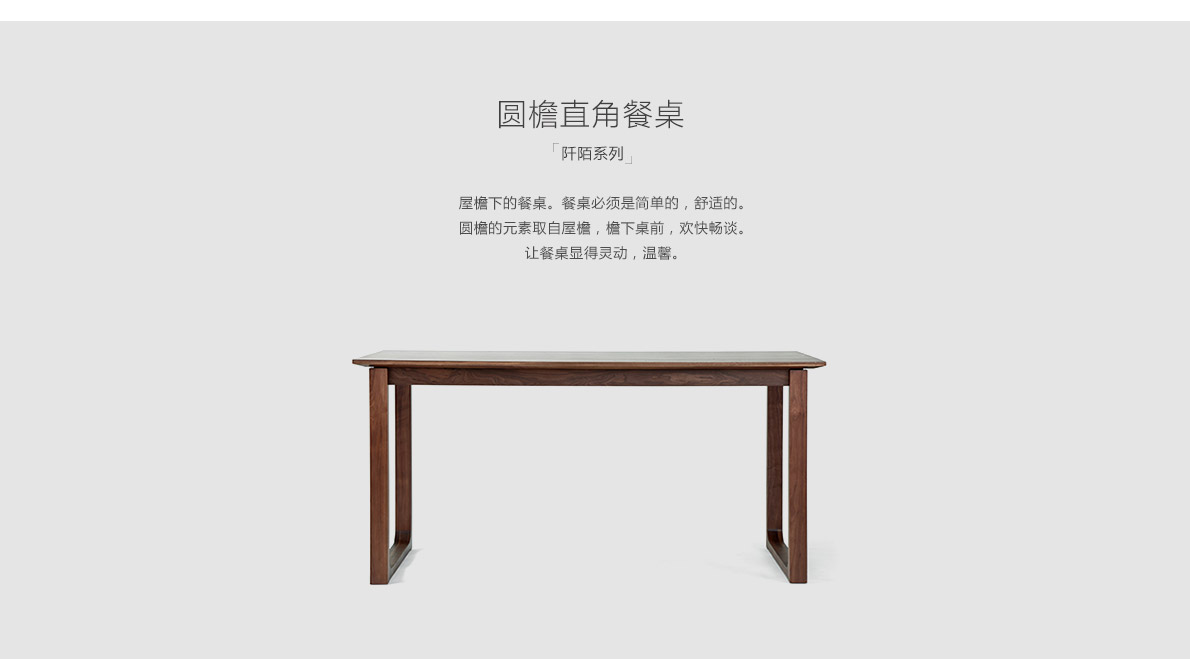 圆檐直角餐桌
「阡陌系列」
屋檐下的餐桌。餐桌必须是简单的，舒适的。
圆檐的元素取自屋檐，檐下桌前，欢快畅谈。
让餐桌显得灵动，温馨。